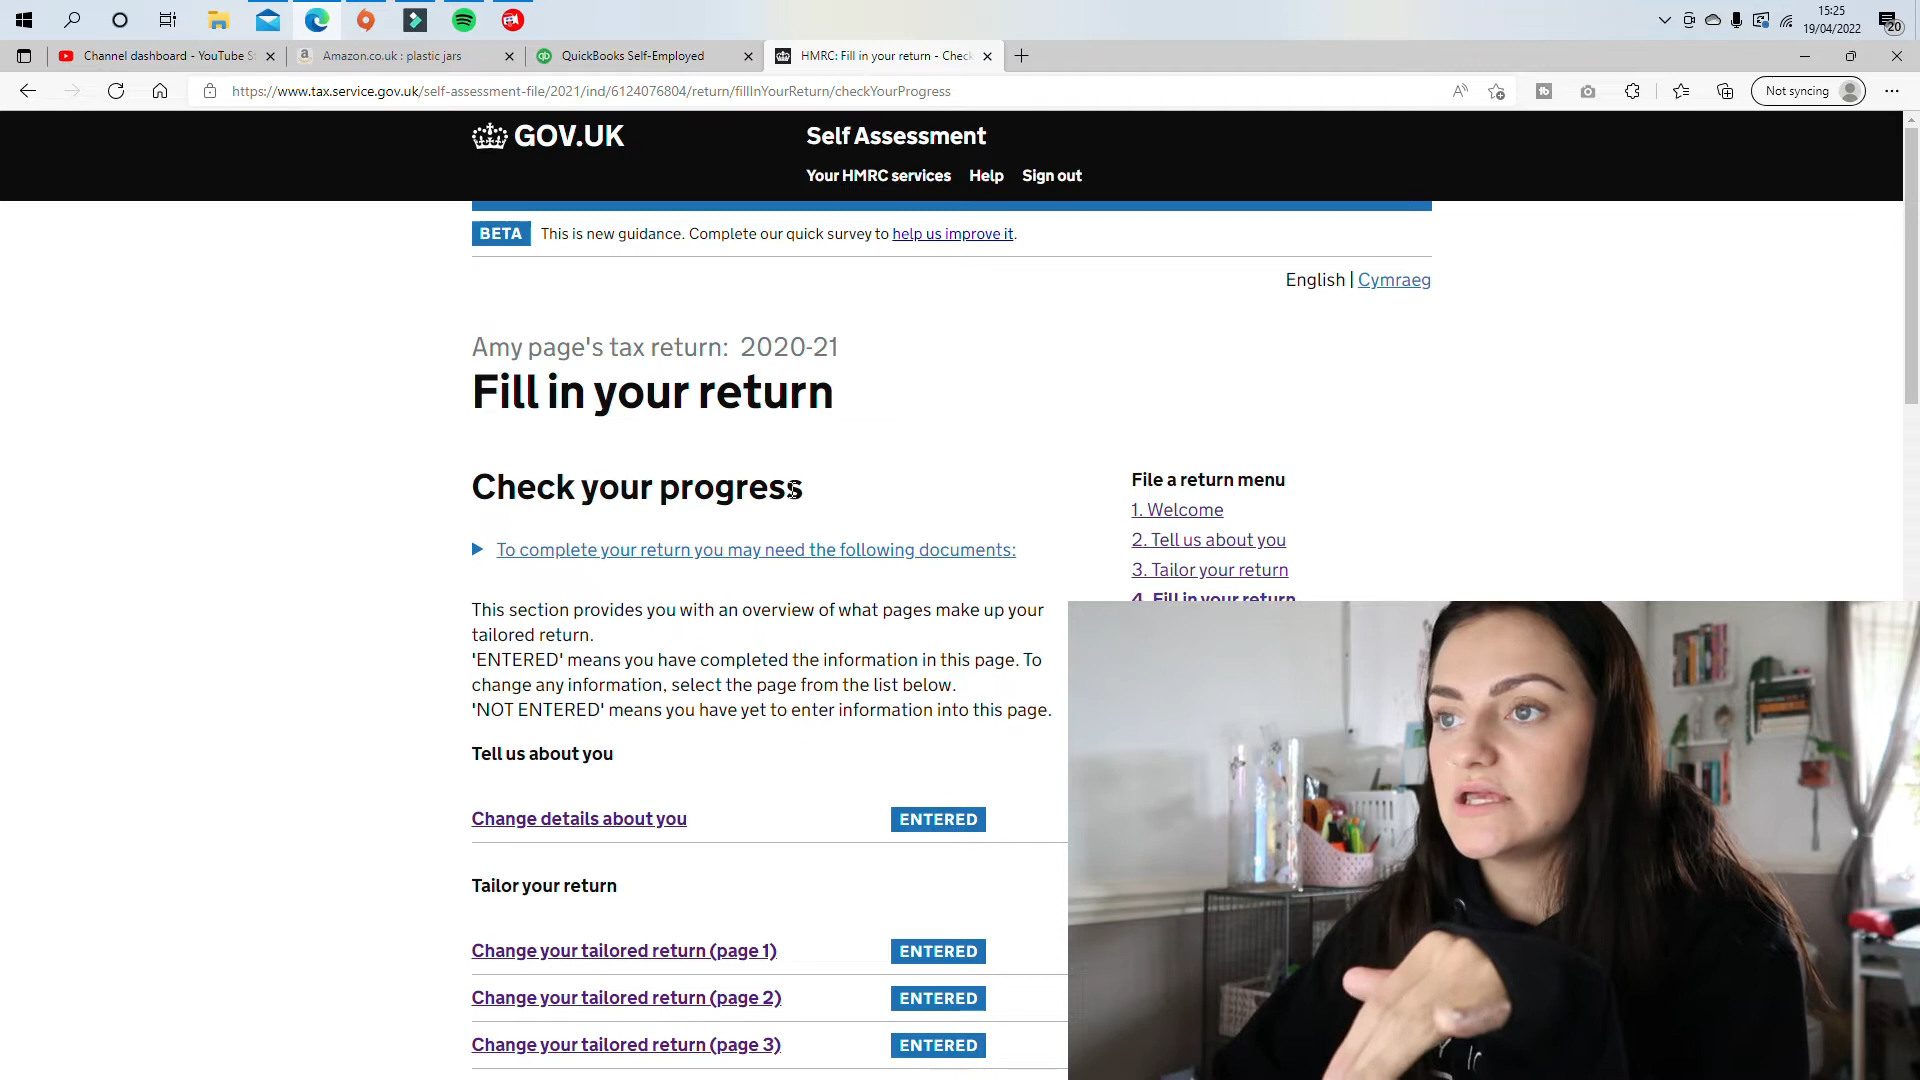 15:25
19/04/2022
20
Channel dashboard - YouTube S
Amazon.co.uk : plastic jars
QuickBooks Self-Employed
HMRC: Fill in your return - Check
https://www.tax.service.gov.uk/self-assessment-file/2021/ind/6124076804/return/fillInYourReturn/checkYourProgress
Not syncing
GOV.UK
Self Assessment
Your HMRC services Help Sign out
BETA This is new guidance. Complete our quick survey to help us improve it.
English | Cymraeg
Amy page's tax return: 2020-21
Fill in your return
Check your progress
To complete your return you may need the following documents:
This section provides you with an overview of what pages make up your
tailored return.
'ENTERED' means you have completed the information in this page. To
change any information, select the page from the list below.
'NOT ENTERED' means you have yet to enter information into this page.
Tell us about you
Change details about you ENTERED
Tailor your return
Change your tailored return (page 1) ENTERED
Change your tailored return (page 2) ENTERED
Change your tailored return (page 3) ENTERED
File a return menu
1. Welcome
2. Tell us about you
3. Tailor your return
4. Fill in your return